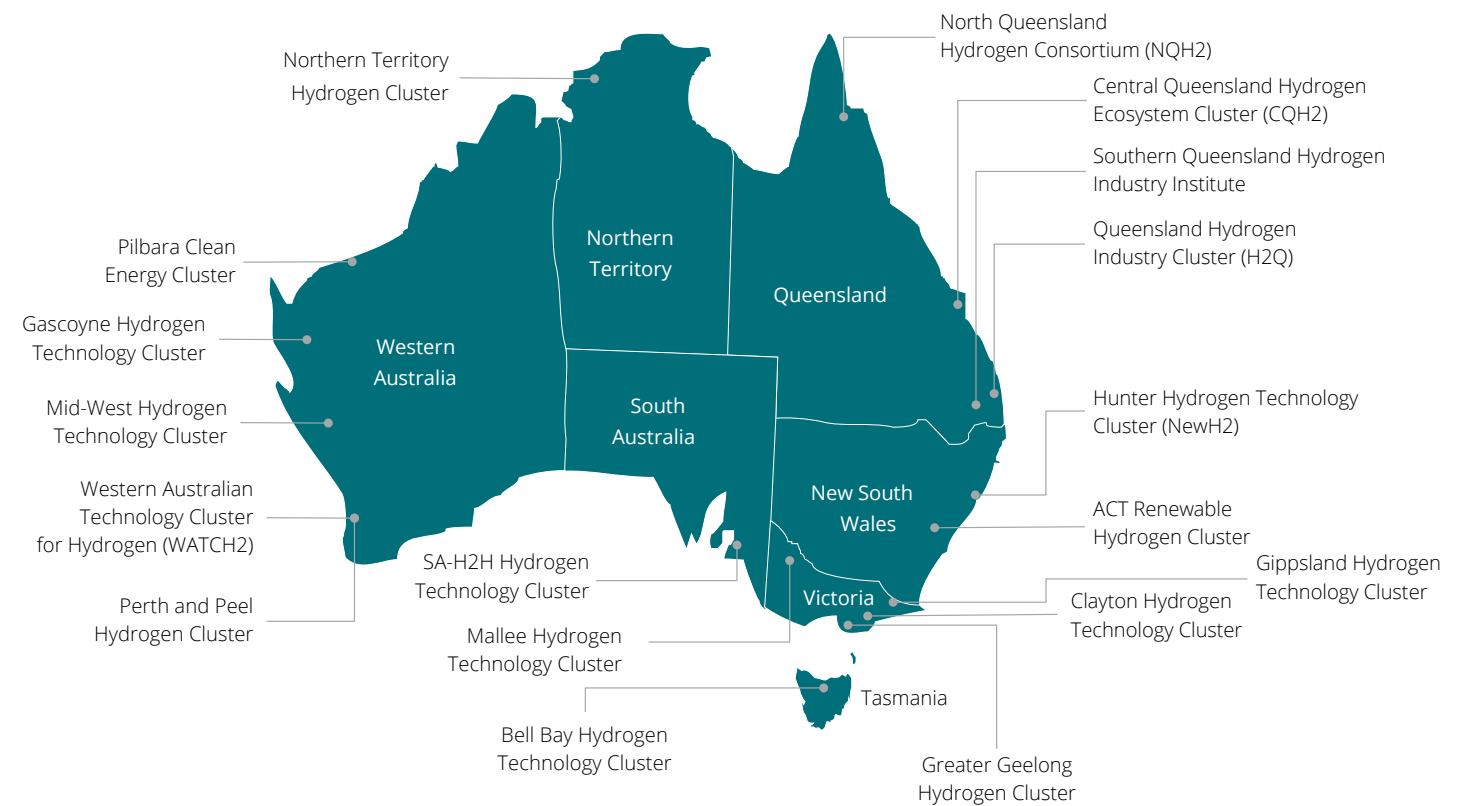 North Queensland
Hydrogen Consortium (NQH2)
Northern Territory
Hydrogen Cluster
Central Queensland Hydrogen
Ecosystem Cluster (CQH2)
Southern Queensland Hydrogen
Industry Institute
Queensland Hydrogen
Industry Cluster (H2Q)
Pilbara Clean
Energy Cluster
Northern
Territory
Queensland
Gascoyne Hydrogen
Technology Cluster
Western
Australia
South
Australia
Mid-West Hydrogen
Technology Cluster
Hunter Hydrogen Technology
Cluster (NewH2)
Western Australian
Technology Cluster
for Hydrogen (WATCH2)
New South
Wales
ACT Renewable
Hydrogen Cluster
SA-H2H Hydrogen
Technology Cluster
Gippsland Hydrogen
Technology Cluster
Perth and Peel
Hydrogen Cluster
Victoria
Clayton Hydrogen
Technology Cluster
Mallee Hydrogen
Technology Cluster
Tasmania
Bell Bay Hydrogen
Technology Cluster
Greater Geelong
Hydrogen Cluster